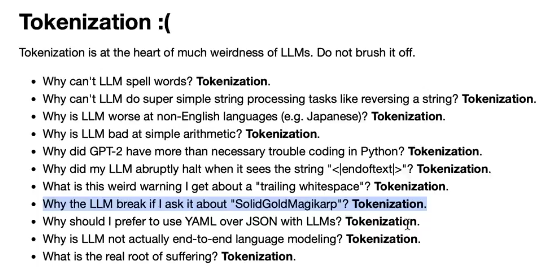 Tokenization :(
Tokenization is at the heart of much weirdness of LLMs. Do not brush it off.
• Why can't LLM spell words? Tokenization.
• Why can't LLM do super simple string processing tasks like reversing a string? Tokenization.
• Why is LLM worse at non-English languages (e.g. Japanese)? Tokenization.
• Why is LLM bad at simple arithmetic? Tokenization.
• Why did GPT-2 have more than necessary trouble coding in Python? Tokenization.
• Why did my LLM abruptly halt when it sees the string "<|endoftext|>"? Tokenization.
• What is this weird warning I get about a "trailing whitespace"? Tokenization.
• Why the LLM break if I ask it about "SolidGoldMagikarp"? Tokenization.
• Why should I prefer to use YAML over JSON with LLMs? Tokenization.
• Why is LLM not actually end-to-end language modeling? Tokenization.
• What is the real root of suffering? Tokenization.